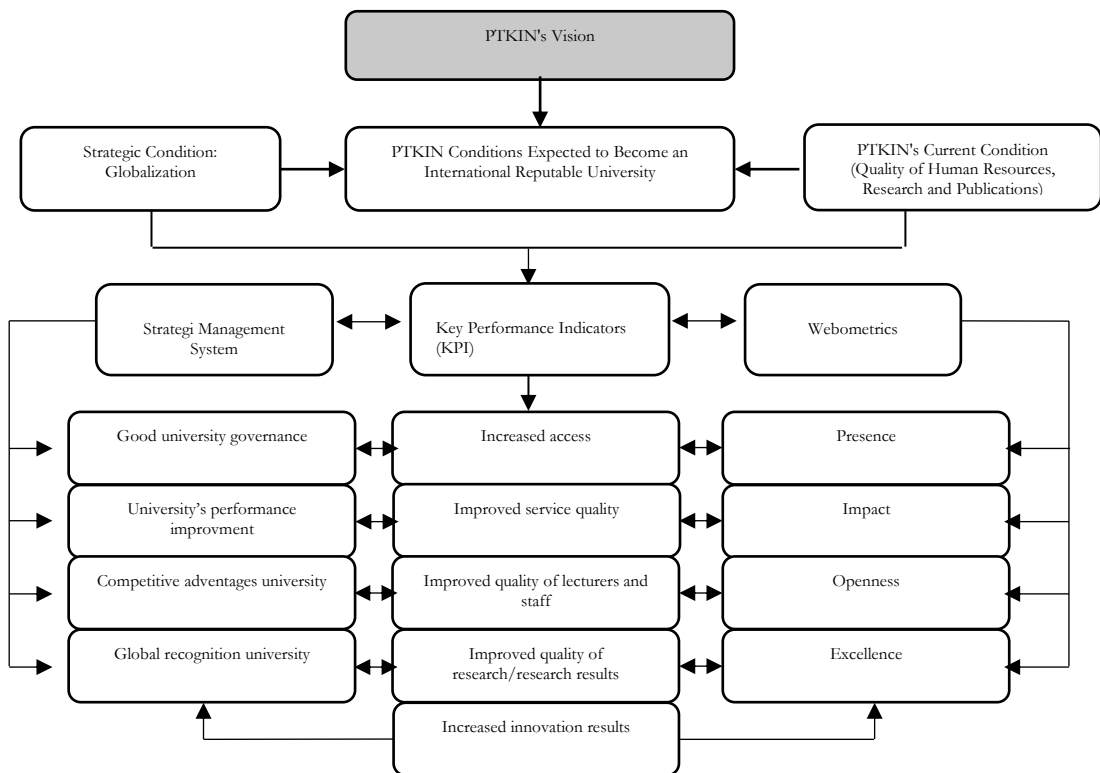 PTKIN's Vision
Strategic Condition:
Globalization
PTKIN Conditions Expected to Become an
International Reputable University
PTKIN's Current Condition
(Quality of Human Resources,
Research and Publications)
Strategi Management
System
Key Performance Indicators
(KPI)
Webometrics
Good university governance
Increased access
Presence
University's performance
improvment
Improved service quality
Impact
Competitive advantages university
Improved quality of lecturers and
staff
Openness
Global recognition university
Improved quality of
research/research results
Excellence
Increased innovation results